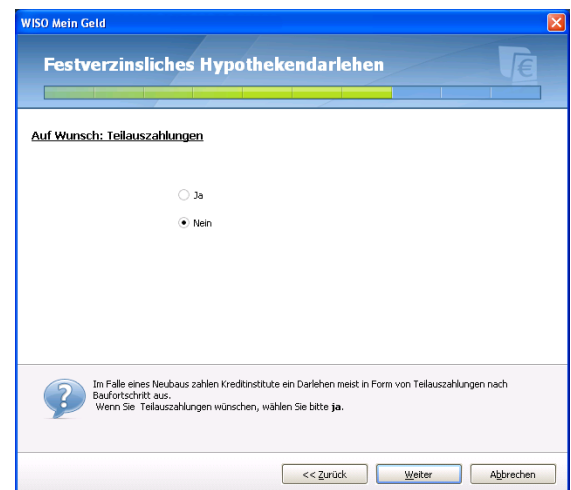 WISO Mein Geld
Festverzinsliches Hypothekendarlehen
Auf Wunsch: Teilauszahlungen
Ja
Nein
Im Falle eines Neubaus zahlen Kreditinstitute ein Darlehen meist in Form von Teilauszahlungen nach
Baufortschritt aus.
Wenn Sie Teilauszahlungen wünschen, wählen Sie bitte ja.
<< Zurück
Weiter
Abbrechen